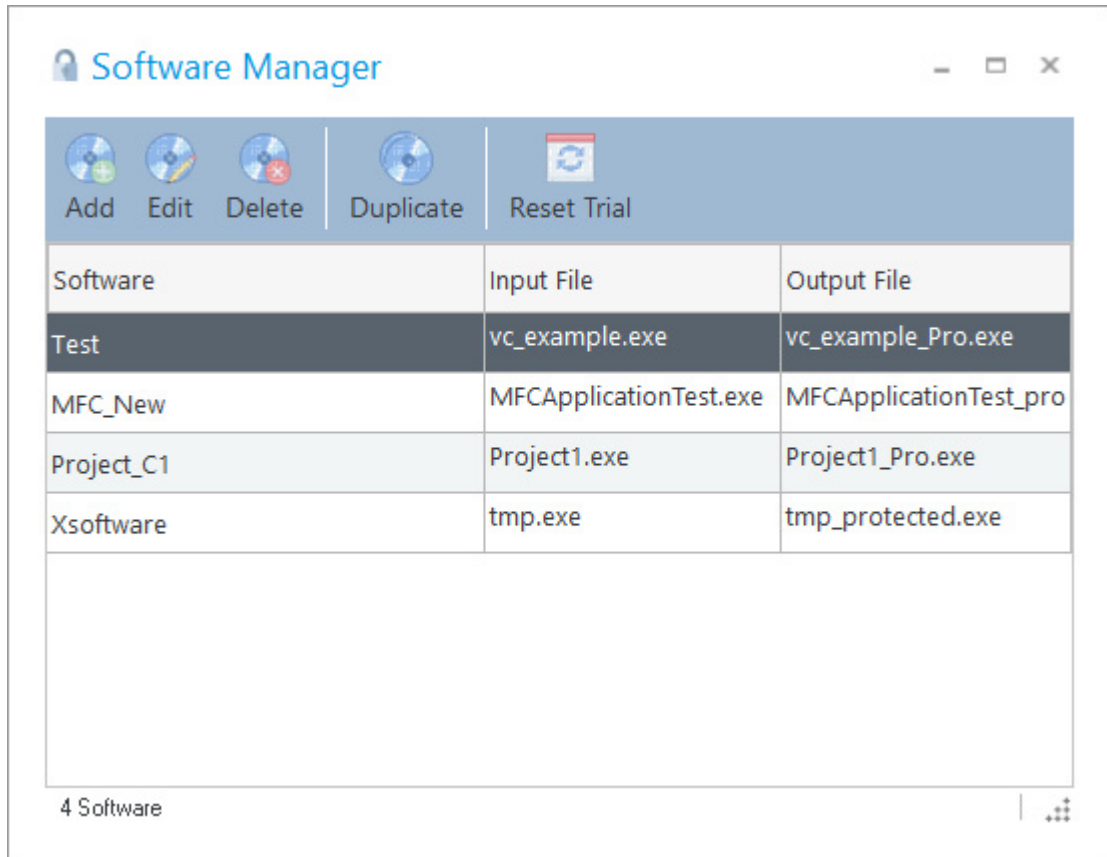 Software Manager
Add Edit Delete Duplicate Reset Trial
Software Input File Output File
Test vc_example.exe vc_example_Pro.exe
MFC_New MFCApplicationTest.exe MFCApplicationTest_pro
Project_C1 Project1.exe Project1_Pro.exe
Xsoftware tmp.exe tmp_protected.exe
4 Software